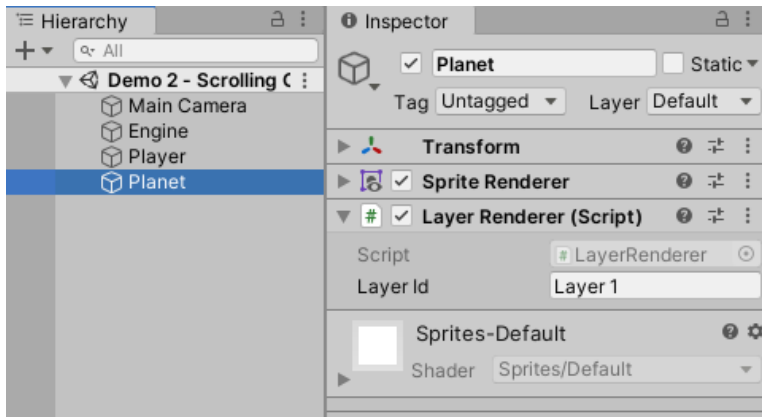 Hierarchy
All
Demo 2 - Scrolling C
Main Camera
Engine
Player
Planet
Inspector
Planet
Static
Tag Untagged Layer Default
Transform
Sprite Renderer
# Layer Renderer (Script)
Script # LayerRenderer
Layer Id Layer 1
Sprites-Default
Shader Sprites/Default